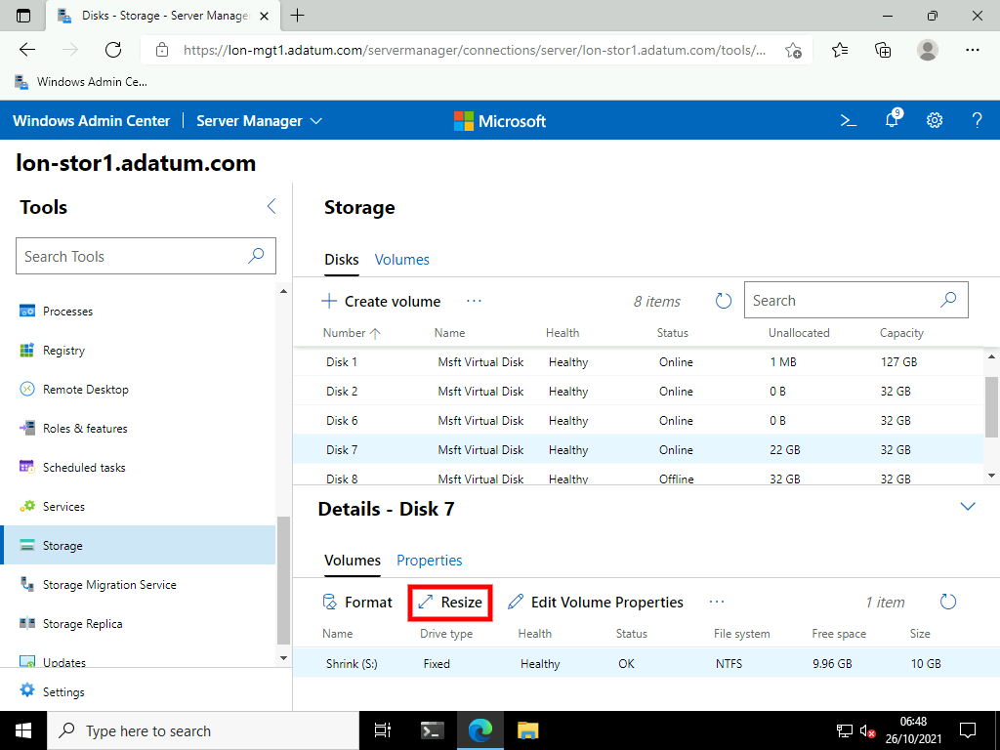 Disks - Storage - Server Manage
https://lon-mgt1.adatum.com/servermanager/connections/server/lon-stor1.adatum.com/tools/...
Windows Admin Ce...
Windows Admin Center
Server Manager
Microsoft
9
?
lon-stor1.adatum.com
Tools
Search Tools
Processes
Registry
Remote Desktop
Roles & features
Scheduled tasks
Services
Storage
Storage Migration Service
Storage Replica
Updates
Settings
Storage
Disks Volumes
Create volume ... 8 items Search
Number Name Health Status Unallocated Capacity
Disk 1 Msft Virtual Disk Healthy Online 1 MB 127 GB
Disk 2 Msft Virtual Disk Healthy Online 0 B 32 GB
Disk 6 Msft Virtual Disk Healthy Online 0 B 32 GB
Disk 7 Msft Virtual Disk Healthy Online 22 GB 32 GB
Disk 8 Msft Virtual Disk Healthy Offline 32 GB 32 GB
Details - Disk 7
Volumes Properties
Format Resize Edit Volume Properties ... 1 item
Name Drive type Health Status File system Free space Size
Shrink (S:) Fixed Healthy OK NTFS 9.96 GB 10 GB
Type here to search
06:48
26/10/2021